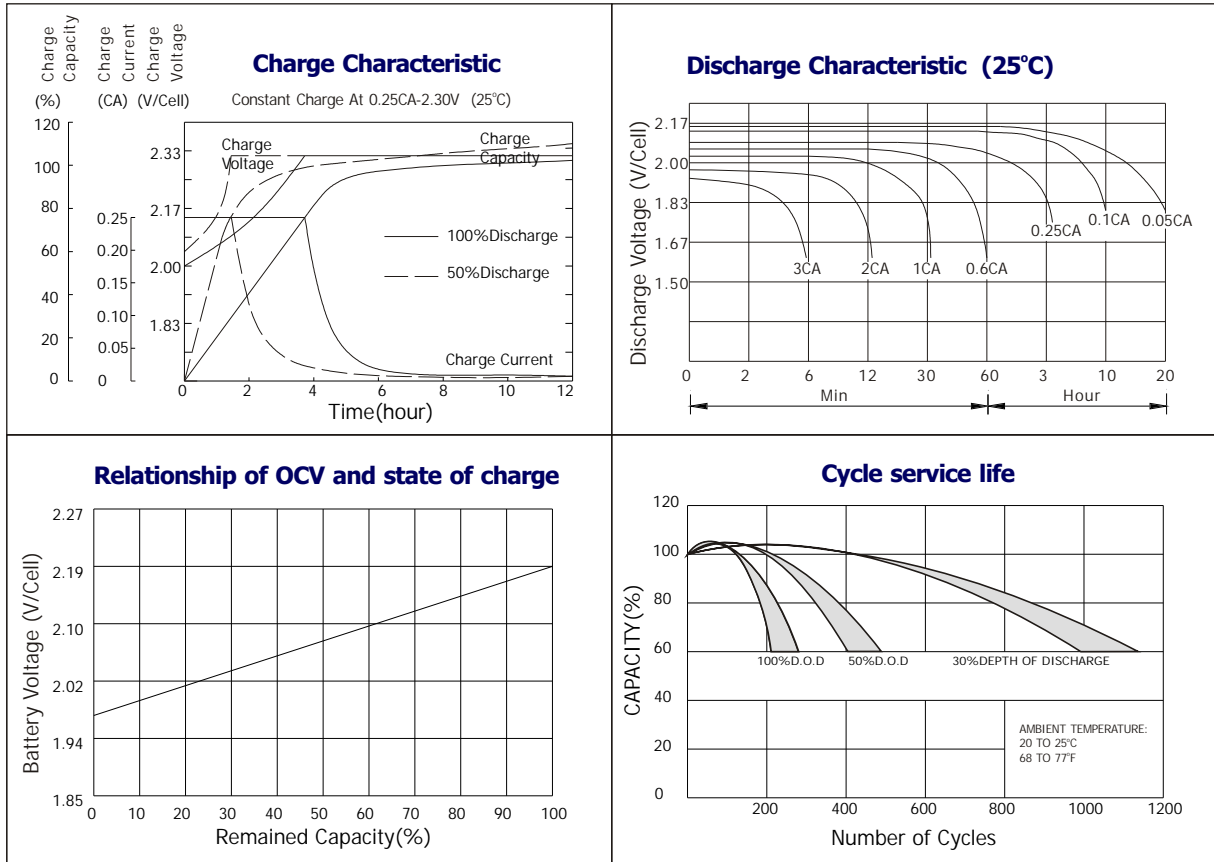 Charge Capacity
Charge Current
Charge Voltage
(%)
(CA)
(V/Cell)
Charge Characteristic
Constant Charge At 0.25CA-2.30V (25°C)
120
100
80
60
40
20
0
0.25
0.20
0.15
0.10
0.05
0
2.33
2.17
2.00
1.83
Charge Voltage
Charge Capacity
100%Discharge
50%Discharge
Charge Current
0 2 4 6 8 10 12
Time(hour)
Discharge Characteristic (25°C)
Discharge Voltage (V/Cell)
2.17
2.00
1.83
1.67
1.50
3CA 2CA 1CA 0.6CA 0.25CA 0.1CA 0.05CA
0 2 6 12 30 60 3 10 20
Min Hour
Relationship of OCV and state of charge
Battery Voltage (V/Cell)
2.27
2.19
2.10
2.02
1.94
1.85
0 10 20 30 40 50 60 70 80 90 100
Remained Capacity(%)
Cycle service life
CAPACITY(%)
120
100
80
60
40
20
0
100%D.O.D 50%D.O.D 30%DEPTH OF DISCHARGE
AMBIENT TEMPERATURE:
20 TO 25°C
68 TO 77°F
200 400 600 800 1000 1200
Number of Cycles